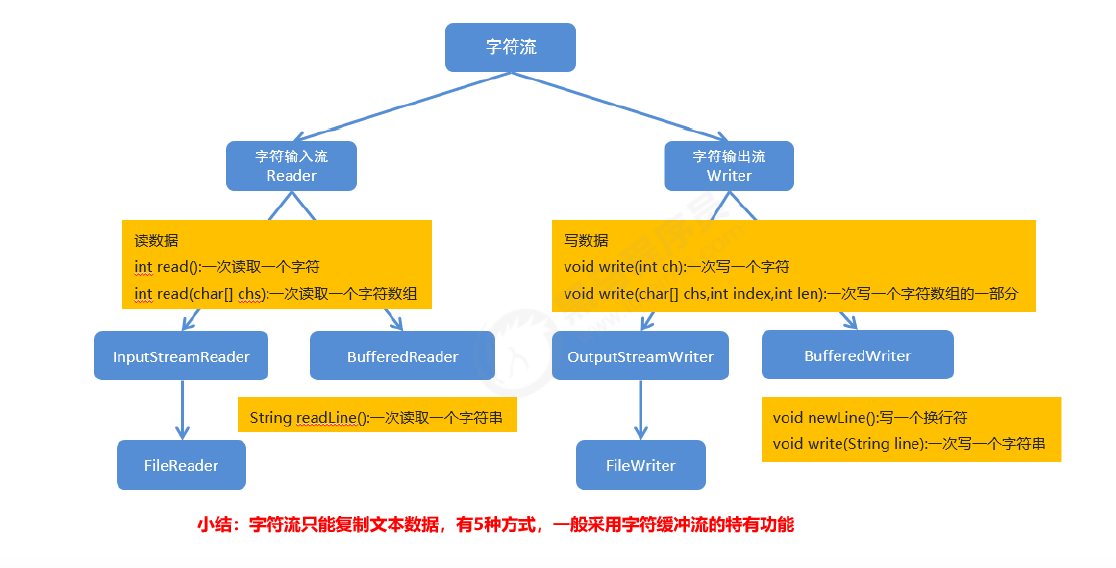 字符流
字符输入流
Reader
字符输出流
Writer
读数据
int read():一次读取一个字符
int read(char[] chs):一次读取一个字符数组
写数据
void write(int ch):一次写一个字符
void write(char[] chs,int index,int len):一次写一个字符数组的一部分
InputStreamReader
BufferedReader
OutputStreamWriter
BufferedWriter
String readLine():一次读取一个字符串
void newLine():写一个换行符
void write(String line):一次写一个字符串
FileReader
FileWriter
小结：字符流只能复制文本数据，有5种方式，一般采用字符缓冲流的特有功能